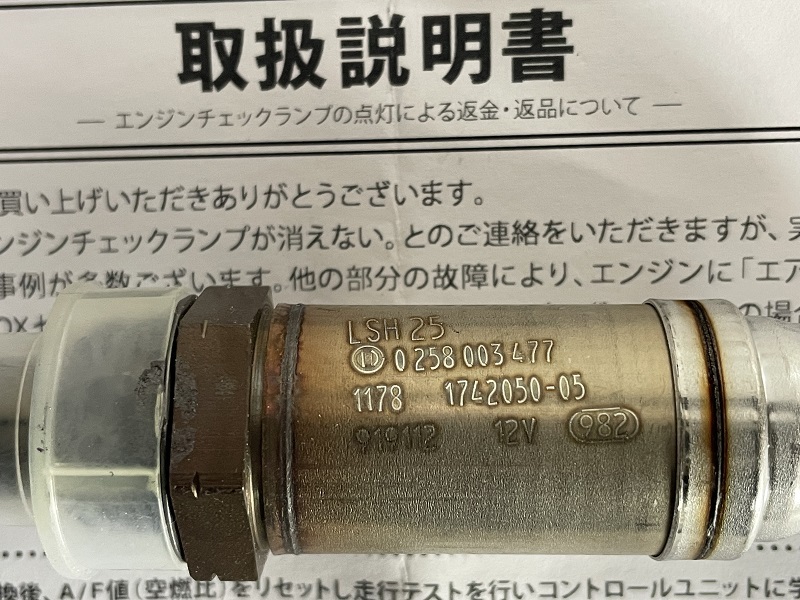 取扱説明書
― エンジンチェックランプの点灯による返金・返品について ―
買い上げいただきありがとうございます。
ンジンチェックランプが消えない。とのご連絡をいただきますが、実
事例が多数ございます。他の部分の故障により、エンジンに「エア
の場合
LSH 25
0 258 003 477
1178 1742050-05
919112 12V 982
換後、A/F値(空燃比)をリセットし走行テストを行いコントロールユニットに学